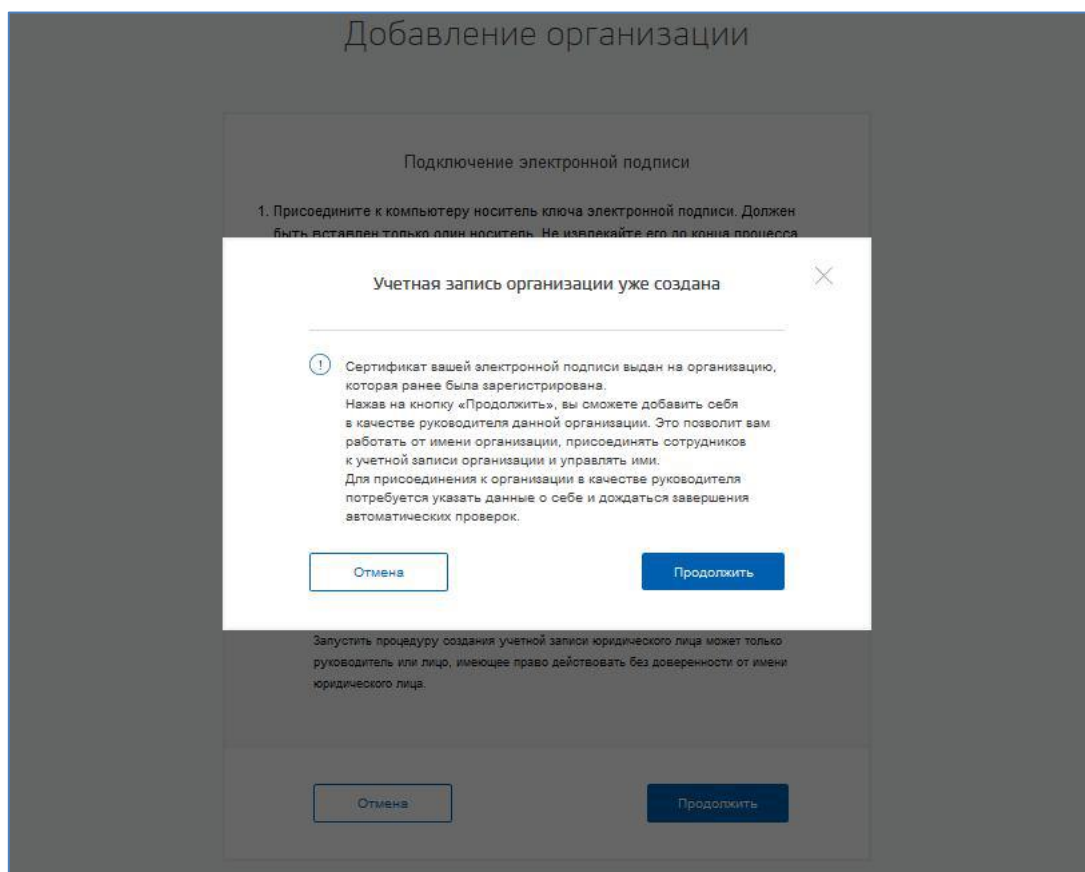 Добавление организации
Подключение электронной подписи
1. Присоедините к компьютеру носитель ключа электронной подписи. Должен
быть вставлен только один носитель. Не извлекайте его до конца процесса
Учетная запись организации уже создана
Сертификат вашей электронной подписи выдан на организацию,
которая ранее была зарегистрирована.
Нажав на кнопку «Продолжить», вы сможете добавить себя
в качестве руководителя данной организации. Это позволит вам
работать от имени организации, присоединять сотрудников
к учетной записи организации и управлять ими.
Для присоединения к организации в качестве руководителя
потребуется указать данные о себе и дождаться завершения
автоматических проверок.
Отмена
Продолжить
Запустить процедуру создания учетной записи юридического лица может только
руководитель или лицо, имеющее право действовать без доверенности от имени
юридического лица.
Отмена
Продолжить